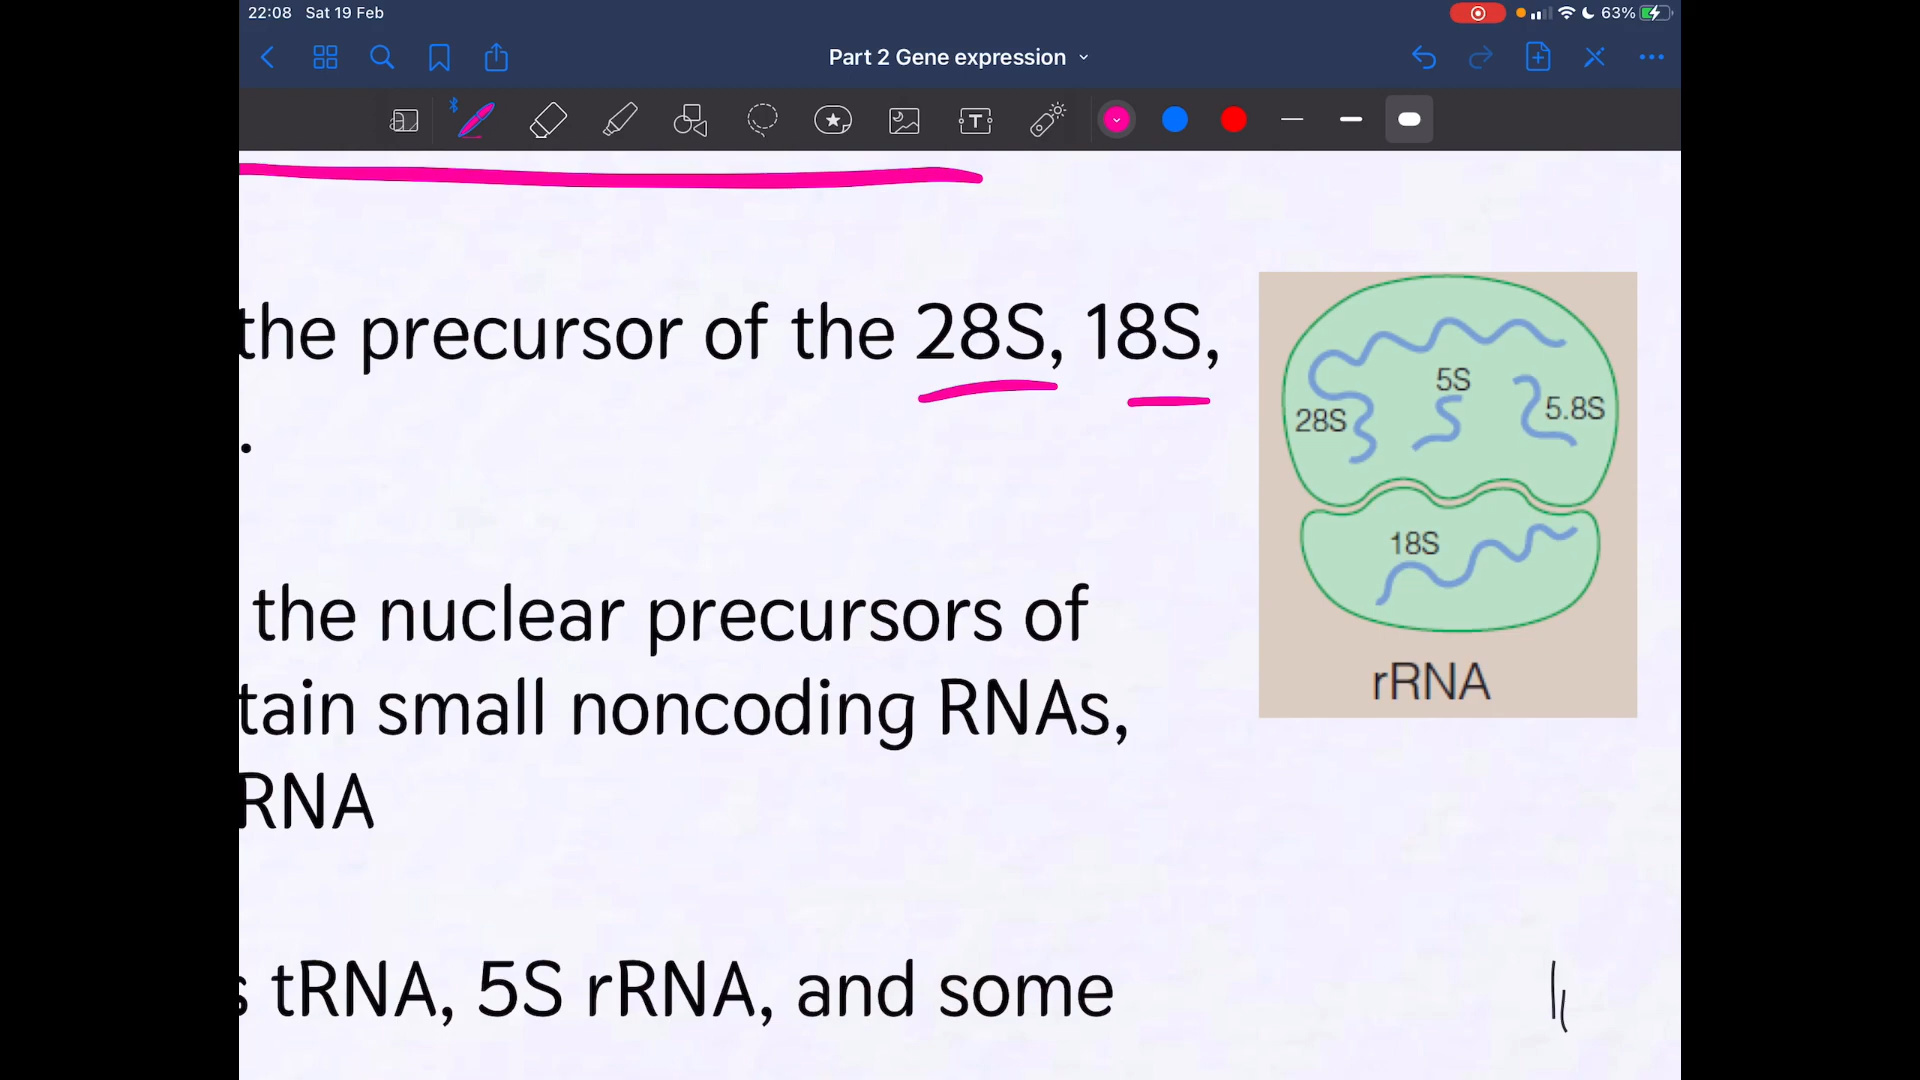 22:08 Sat 19 Feb
63%
Part 2 Gene expression
T
the precursor of the 28S, 18S,
.
the nuclear precursors of
tain small noncoding RNAs,
RNA
s tRNA, 5S rRNA, and some
5S
28S
5.8S
18S
rRNA